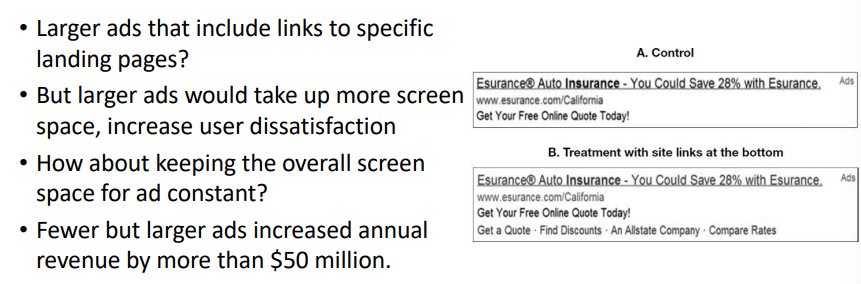 • Larger ads that include links to specific
landing pages?
• But larger ads would take up more screen
space, increase user dissatisfaction
• How about keeping the overall screen
space for ad constant?
• Fewer but larger ads increased annual
revenue by more than $50 million.
A. Control
Esurance® Auto Insurance - You Could Save 28% with Esurance. Ads
www.esurance.com/California
Get Your Free Online Quote Today!
B. Treatment with site links at the bottom
Esurance® Auto Insurance - You Could Save 28% with Esurance. Ads
www.esurance.com/California
Get Your Free Online Quote Today!
Get a Quote · Find Discounts · An Allstate Company · Compare Rates